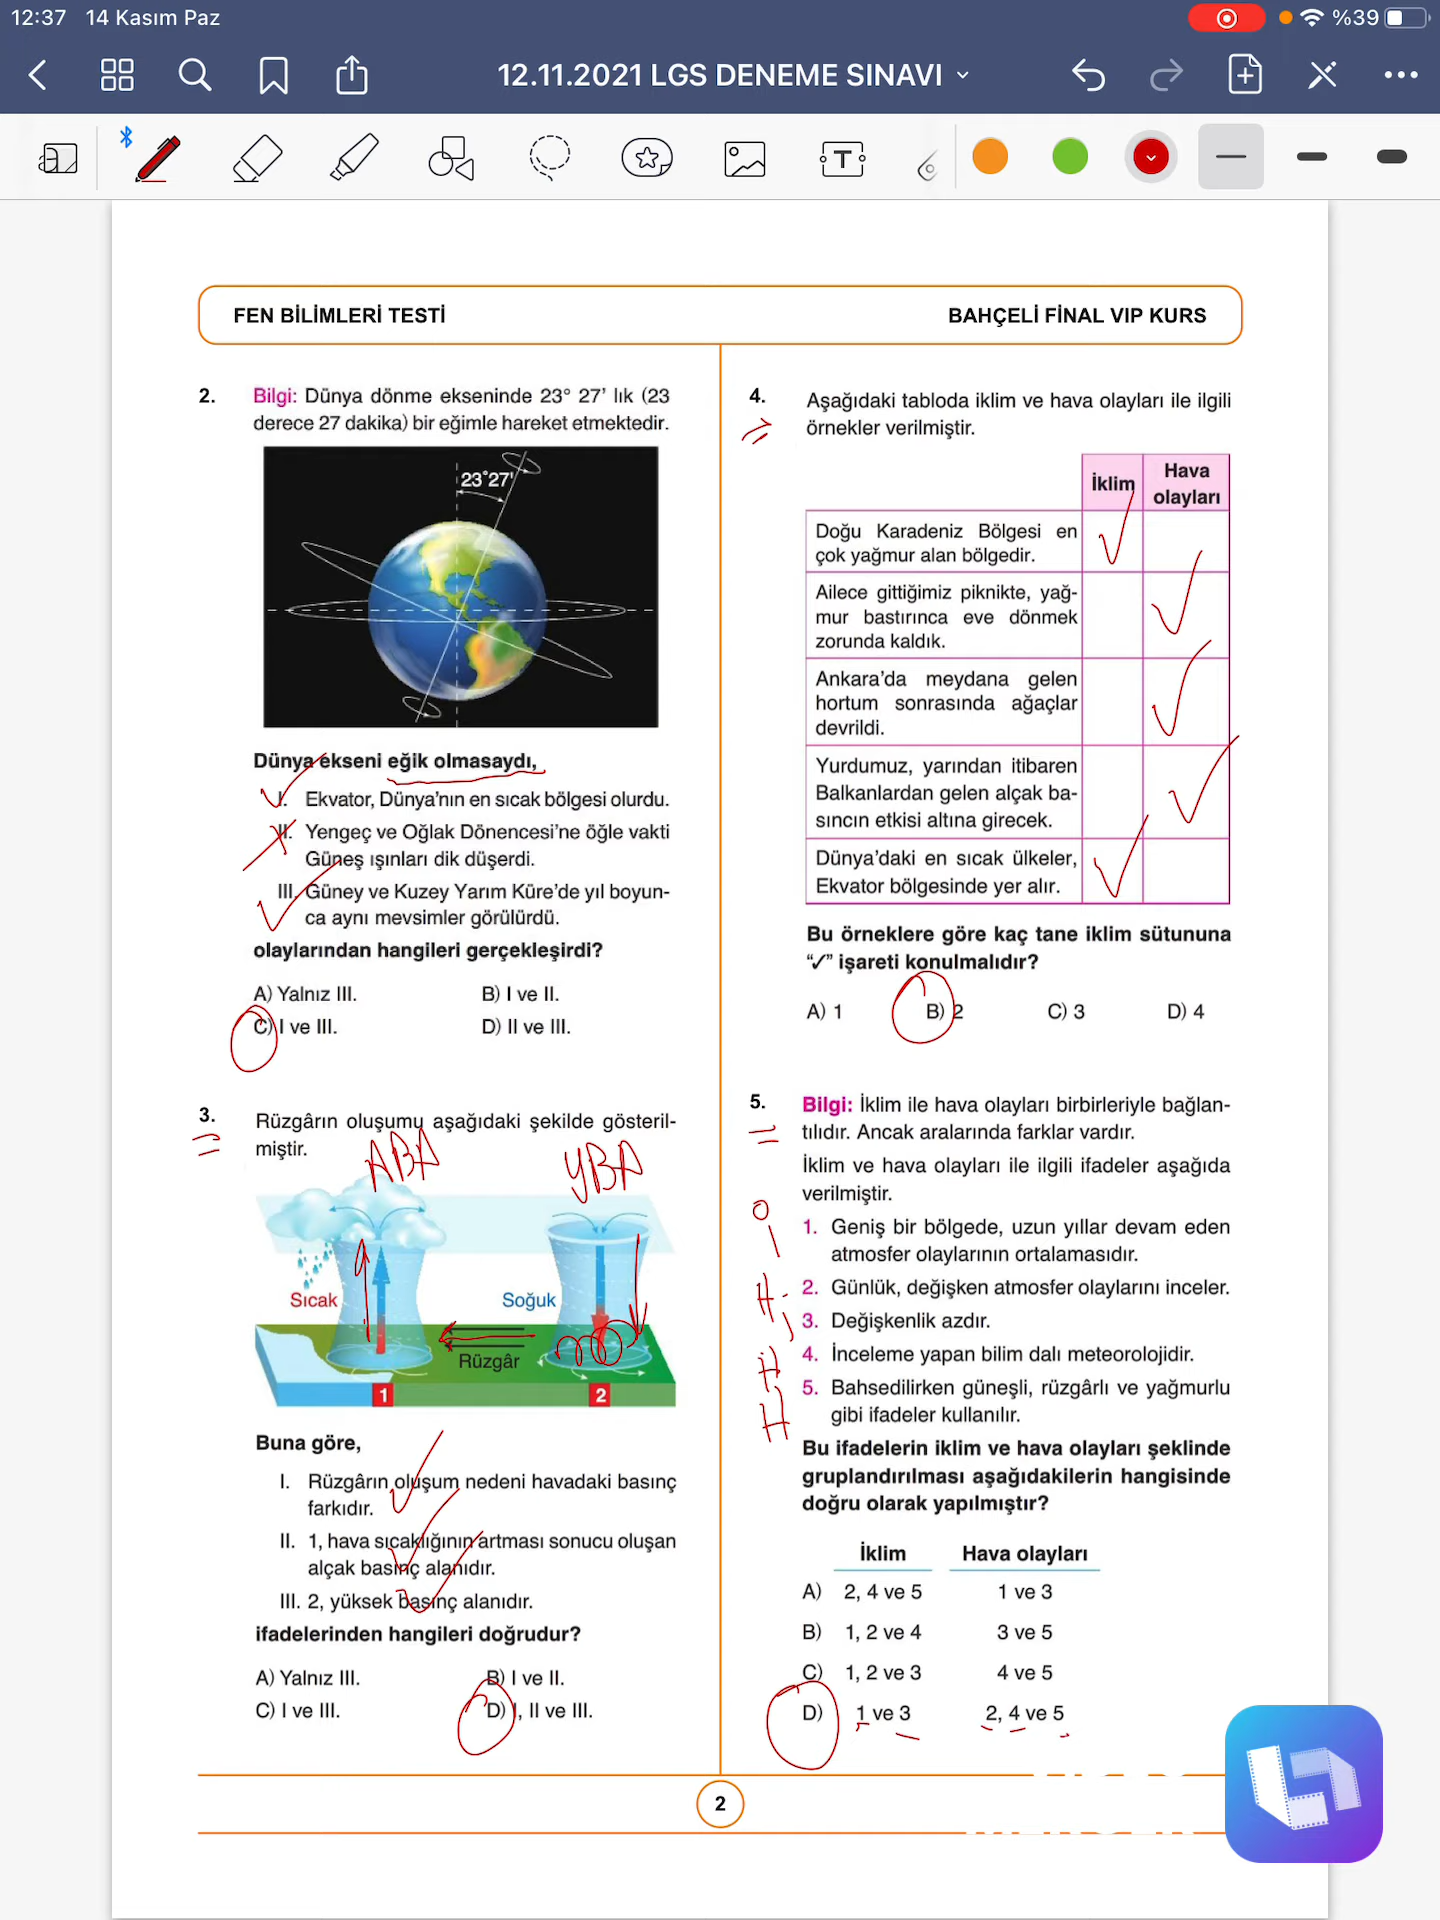 12:37 14 Kasım Paz
%39
12.11.2021 LGS DENEME SINAVI
FEN BİLİMLERİ TESTİ
BAHÇELİ FİNAL VIP KURS
2. Bilgi: Dünya dönme ekseninde 23° 27' lık (23
derece 27 dakika) bir eğimle hareket etmektedir.
23°27'
Dünya ekseni eğik olmasaydı,
I. Ekvator, Dünya'nın en sıcak bölgesi olurdu.
II. Yengeç ve Oğlak Dönencesi'ne öğle vakti
Güneş ışınları dik düşerdi.
III. Güney ve Kuzey Yarım Küre'de yıl boyun-
ca aynı mevsimler görülürdü.
olaylarından hangileri gerçekleşirdi?
A) Yalnız III. B) I ve II.
C) I ve III. D) II ve III.
3. Rüzgârın oluşumu aşağıdaki şekilde gösteril-
miştir.
ABA YBA
Sıcak Soğuk
Rüzgâr
1 2
Buna göre,
I. Rüzgârın oluşum nedeni havadaki basınç
farkıdır.
II. 1, hava sıcaklığının artması sonucu oluşan
alçak basınç alanıdır.
III. 2, yüksek basınç alanıdır.
ifadelerinden hangileri doğrudur?
A) Yalnız III. B) I ve II.
C) I ve III. D) I, II ve III.
4. Aşağıdaki tabloda iklim ve hava olayları ile ilgili
örnekler verilmiştir.
İklim Hava
olayları
Doğu Karadeniz Bölgesi en
çok yağmur alan bölgedir.
Ailece gittiğimiz piknikte, yağ-
mur bastırınca eve dönmek
zorunda kaldık.
Ankara'da meydana gelen
hortum sonrasında ağaçlar
devrildi.
Yurdumuz, yarından itibaren
Balkanlardan gelen alçak ba-
sıncın etkisi altına girecek.
Dünya'daki en sıcak ülkeler,
Ekvator bölgesinde yer alır.
Bu örneklere göre kaç tane iklim sütununa
“✓” işareti konulmalıdır?
A) 1 B) 2 C) 3 D) 4
5. Bilgi: İklim ile hava olayları birbirleriyle bağlan-
tılıdır. Ancak aralarında farklar vardır.
İklim ve hava olayları ile ilgili ifadeler aşağıda
verilmiştir.
1. Geniş bir bölgede, uzun yıllar devam eden
atmosfer olaylarının ortalamasıdır.
H 2. Günlük, değişken atmosfer olaylarını inceler.
3. Değişkenlik azdır.
H 4. İnceleme yapan bilim dalı meteorolojidir.
H 5. Bahsedilirken güneşli, rüzgârlı ve yağmurlu
gibi ifadeler kullanılır.
Bu ifadelerin iklim ve hava olayları şeklinde
gruplandırılması aşağıdakilerin hangisinde
doğru olarak yapılmıştır?
İklim Hava olayları
A) 2, 4 ve 5 1 ve 3
B) 1, 2 ve 4 3 ve 5
C) 1, 2 ve 3 4 ve 5
D) 1 ve 3 2, 4 ve 5
2